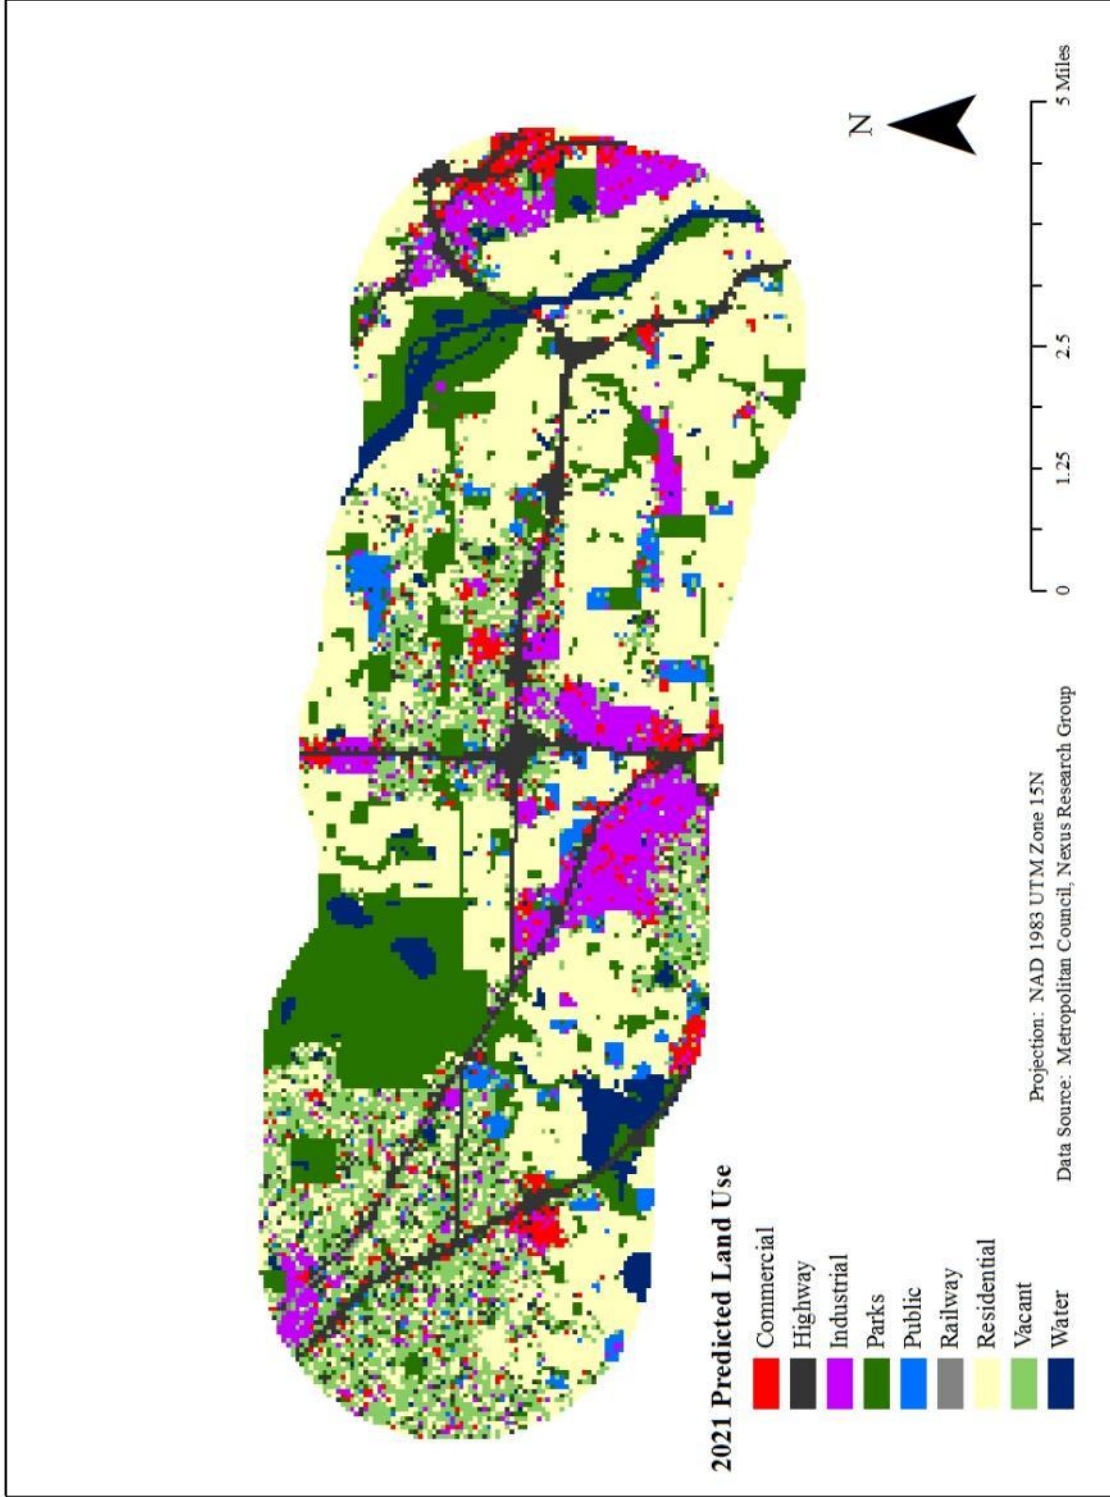 N
2021 Predicted Land Use
Commercial
Highway
Industrial
Parks
Public
Railway
Residential
Vacant
Water
0 1.25 2.5 5 Miles
Projection: NAD 1983 UTM Zone 15N
Data Source: Metropolitan Council, Nexus Research Group